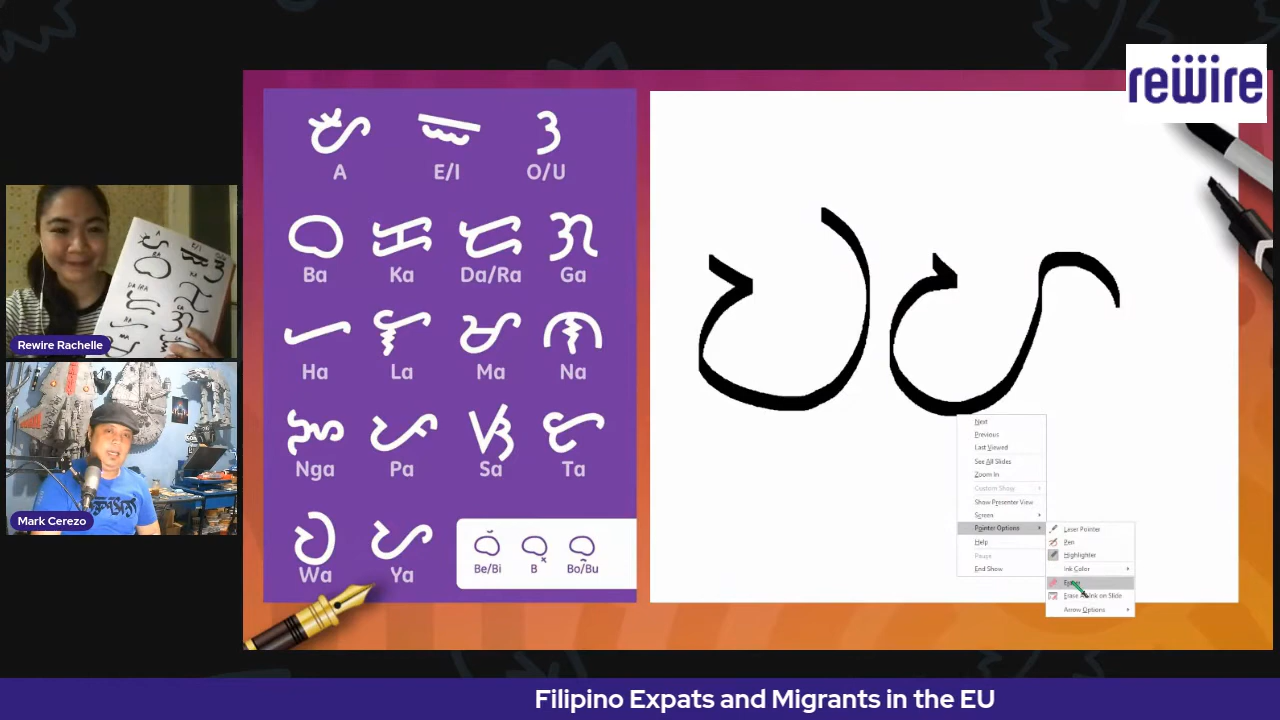 rewire
ᜀ ᜁ ᜂ
A E/I O/U
ᜊ ᜃ ᜇ ᜄ
Ba Ka Da/Ra Ga
ᜑ ᜎ ᜋ ᜈ
Ha La Ma Na
ᜅ ᜉ ᜐ ᜆ
Nga Pa Sa Ta
ᜏ ᜌ
Wa Ya
ᜊᜒ ᜊ᜔ ᜊᜓ
Be/Bi B Bo/Bu
ᜏ ᜌ
Next
Previous
Last Viewed
See All Slides
Zoom In
Custom Show
Show Presenter View
Screen
Pointer Options
Help
Pause
End Show
Laser Pointer
Pen
Highlighter
Ink Color
Erase All Ink on Slide
Arrow Options
Rewire Rachelle
Mark Cerezo
Filipino Expats and Migrants in the EU